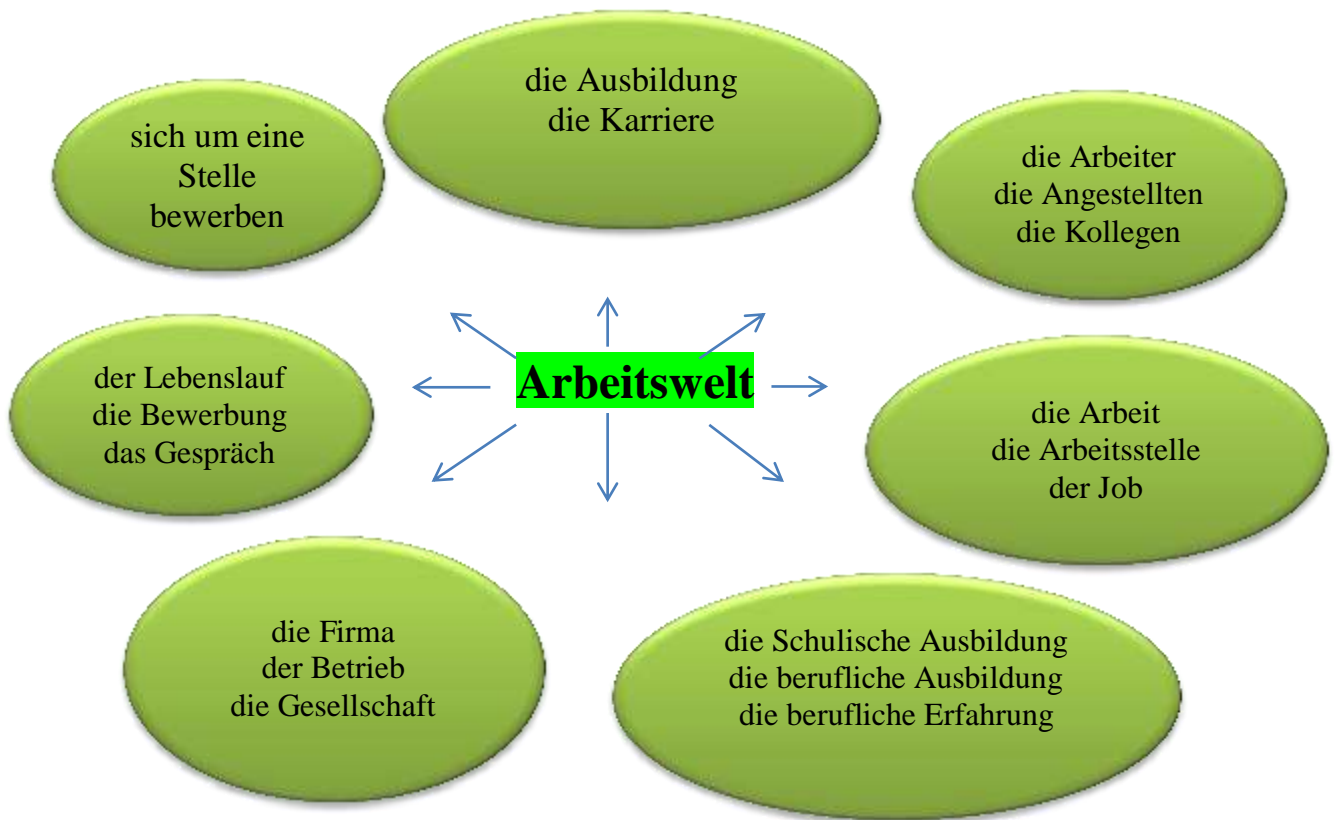 die Ausbildung
die Karriere
sich um eine
Stelle
bewerben
die Arbeiter
die Angestellten
die Kollegen
Arbeitswelt
der Lebenslauf
die Bewerbung
das Gespräch
die Arbeit
die Arbeitsstelle
der Job
die Firma
der Betrieb
die Gesellschaft
die Schulische Ausbildung
die berufliche Ausbildung
die berufliche Erfahrung